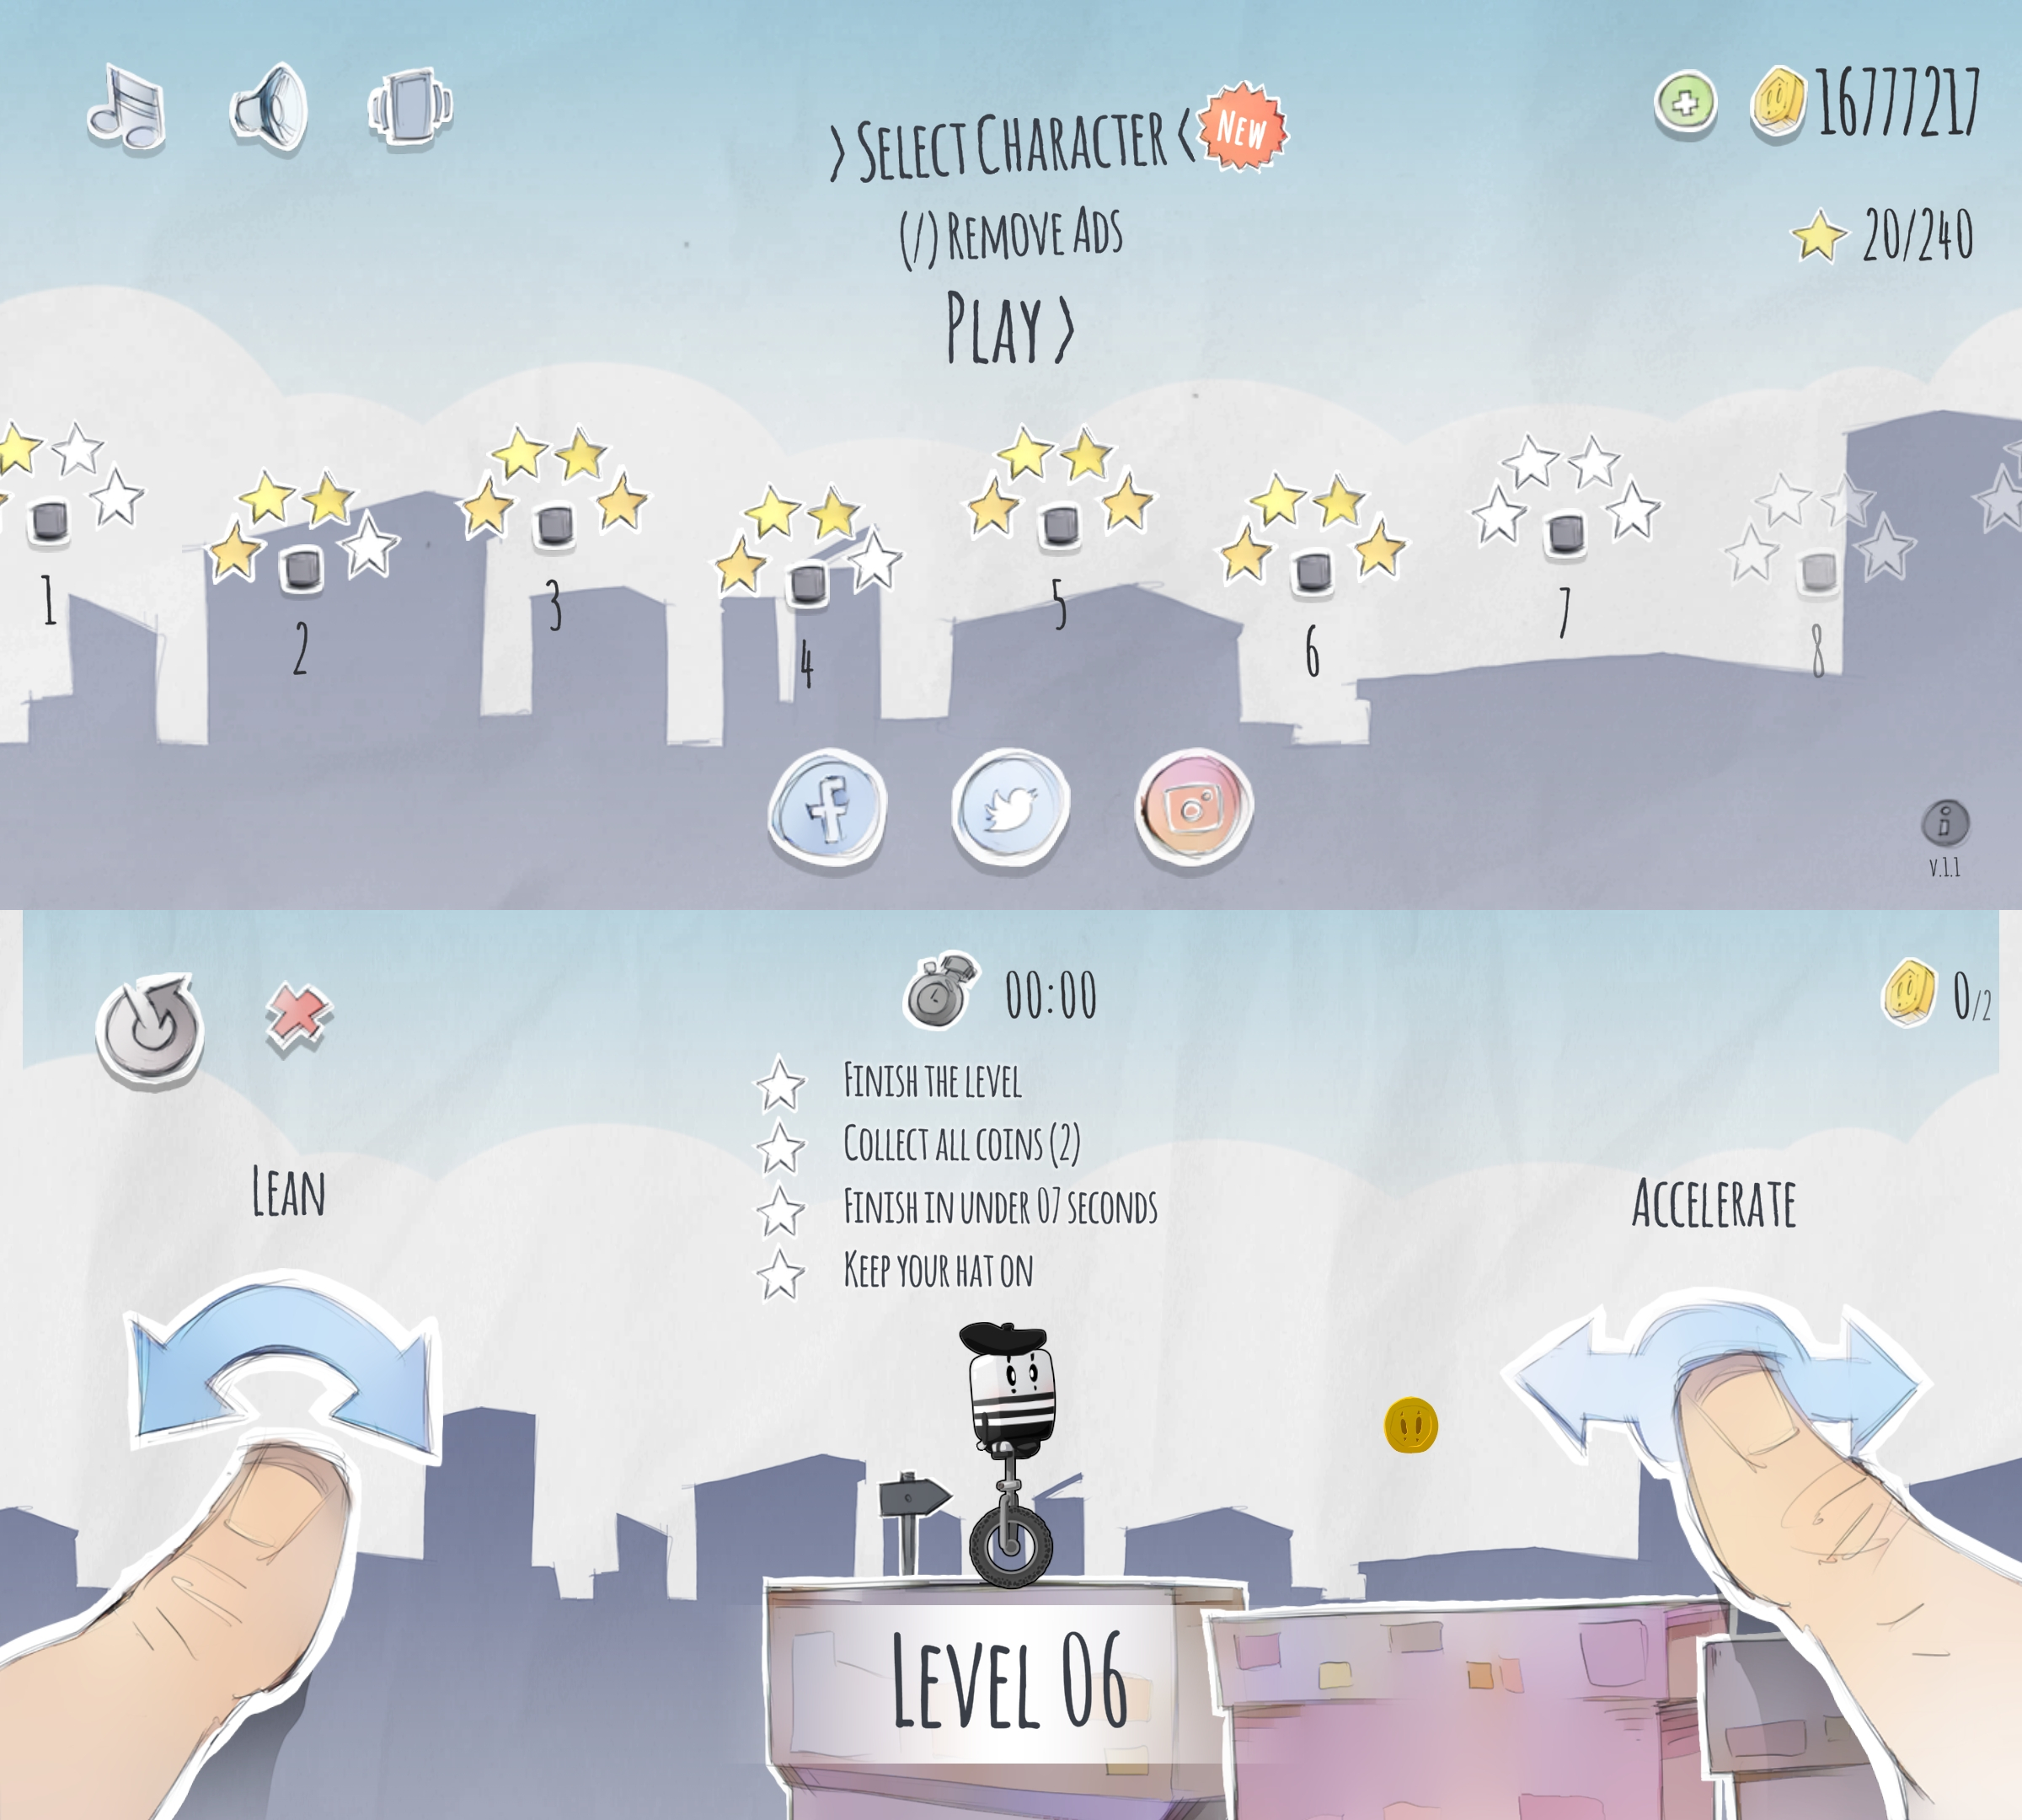 > Select Character <
New
16777217
(/) Remove Ads
20/240
Play >
1
2
3
4
5
6
7
8
v.1.1
00:00
0/2
Finish the level
Collect all coins (2)
Finish in under 07 seconds
Keep your hat on
Lean
Accelerate
Level 06